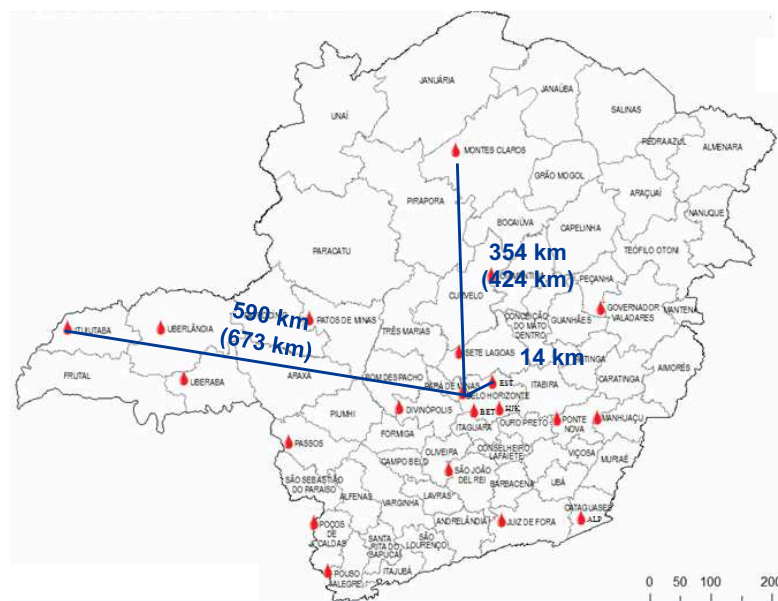 JANUÁRIA
JANAÚBA
SALINAS
UNAÍ
PEDRA AZUL
ALMENARA
MONTES CLAROS
GRÃO MOGOL
ARAÇUAÍ
PIRAPORA
NANUQUE
BOCAIÚVA
CAPELINHA
PARACATU
TEÓFILO OTONI
354 km
(424 km)
PEÇANHA
CURVELO
590 km
(673 km)
PATOS DE MINAS
GOVERNADOR
VALADARES
MANTENA
CONCEIÇÃO
DO MATO
DENTRO
GUANHÃES
ITUIUTABA
UBERLÂNDIA
TRÊS MARIAS
SETE LAGOAS
14 km
AIMORÉS
FRUTAL
UBERABA
ARAXÁ
BOM DESPACHO
PARÁ DE MINAS
EST.
ITABIRA
CARATINGA
BELO HORIZONTE
PIUMHI
DIVINÓPOLIS
BET
HJK
ITAGUARA
OURO PRETO
PONTE
NOVA
MANHUAÇU
FORMIGA
PASSOS
OLIVEIRA
CONSELHEIRO
LAFAIETE
VIÇOSA
MURIAÉ
CAMPO BELO
SÃO JOÃO
DEL REI
SÃO SEBASTIÃO
DO PARAÍSO
BARBACENA
UBÁ
ALFENAS
LAVRAS
VARGINHA
CATAGUASES
ALP
POÇOS
DE
CALDAS
ANDRELÂNDIA
JUIZ DE FORA
SANTA
RITA DO
SAPUCAÍ
SÃO
LOURENÇO
POUSO
ALEGRE
ITAJUBÁ
0 50 100 200